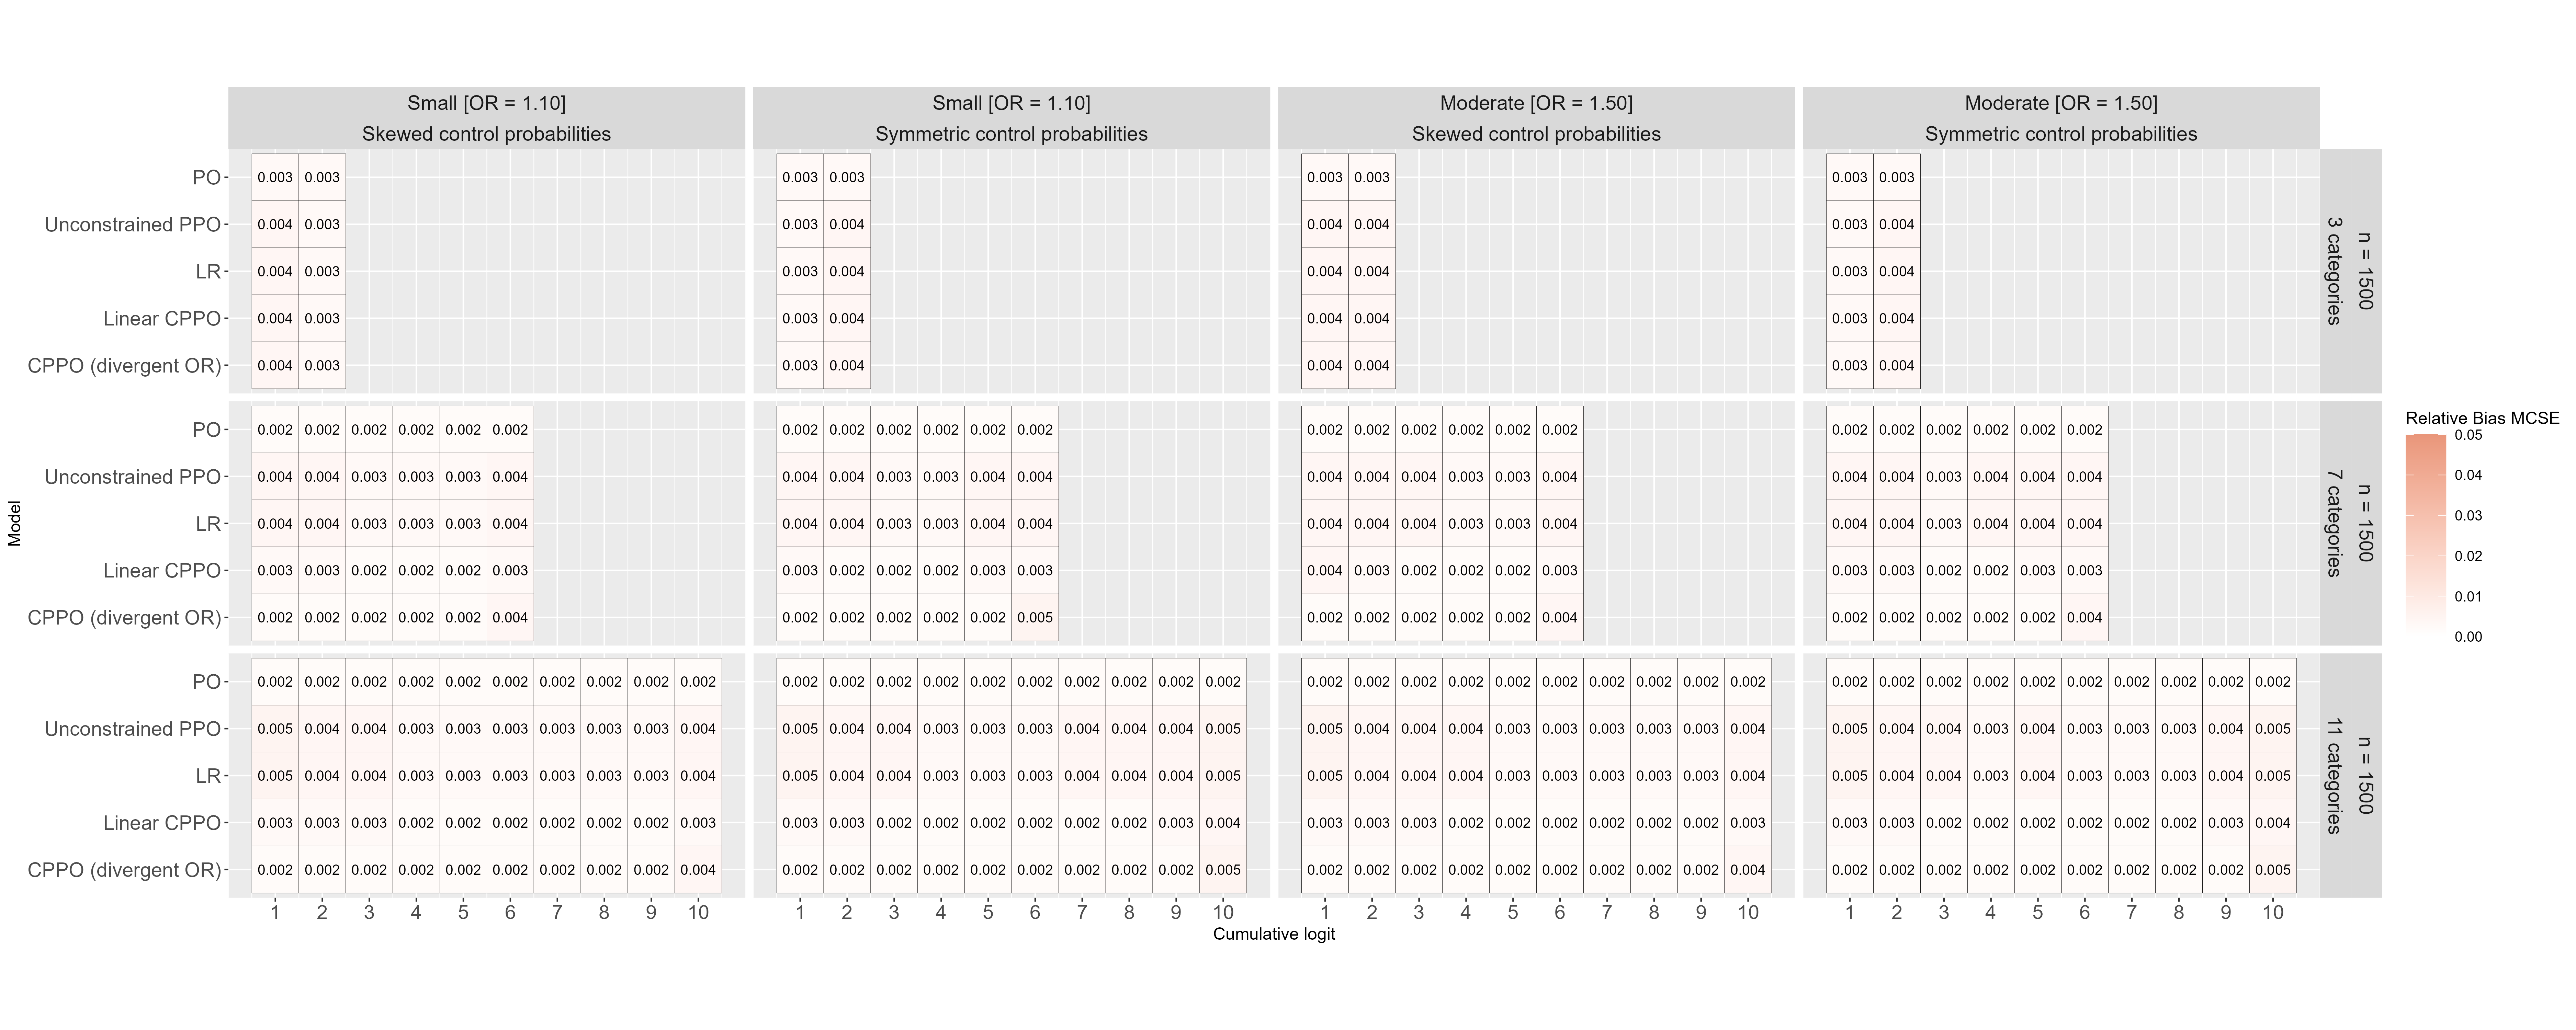 Small [OR = 1.10] Small [OR = 1.10] Moderate [OR = 1.50] Moderate [OR = 1.50]
Skewed control probabilities Symmetric control probabilities Skewed control probabilities Symmetric control probabilities
PO 0.003 0.003 0.003 0.003 0.003 0.003 0.003 0.003
Unconstrained PPO 0.004 0.003 0.003 0.004 0.004 0.004 0.003 0.004
LR 0.004 0.003 0.003 0.004 0.004 0.004 0.003 0.004
Linear CPPO 0.004 0.003 0.003 0.004 0.004 0.004 0.003 0.004
CPPO (divergent OR) 0.004 0.003 0.003 0.004 0.004 0.004 0.003 0.004
n = 1500
3 categories
PO 0.002 0.002 0.002 0.002 0.002 0.002 0.002 0.002 0.002 0.002 0.002 0.002 0.002 0.002 0.002 0.002 0.002 0.002 0.002 0.002 0.002 0.002 0.002 0.002
Unconstrained PPO 0.004 0.004 0.003 0.003 0.003 0.004 0.004 0.004 0.003 0.003 0.004 0.004 0.004 0.004 0.004 0.003 0.003 0.004 0.004 0.004 0.003 0.004 0.004 0.004
LR 0.004 0.004 0.003 0.003 0.003 0.004 0.004 0.004 0.003 0.003 0.004 0.004 0.004 0.004 0.004 0.003 0.003 0.004 0.004 0.004 0.003 0.004 0.004 0.004
Linear CPPO 0.003 0.003 0.002 0.002 0.002 0.003 0.003 0.002 0.002 0.002 0.003 0.003 0.004 0.003 0.002 0.002 0.002 0.003 0.003 0.003 0.002 0.002 0.003 0.003
CPPO (divergent OR) 0.002 0.002 0.002 0.002 0.002 0.004 0.002 0.002 0.002 0.002 0.002 0.005 0.002 0.002 0.002 0.002 0.002 0.004 0.002 0.002 0.002 0.002 0.002 0.004
n = 1500
7 categories
PO 0.002 0.002 0.002 0.002 0.002 0.002 0.002 0.002 0.002 0.002 0.002 0.002 0.002 0.002 0.002 0.002 0.002 0.002 0.002 0.002 0.002 0.002 0.002 0.002 0.002 0.002 0.002 0.002 0.002 0.002 0.002 0.002 0.002 0.002 0.002 0.002 0.002 0.002 0.002 0.002
Unconstrained PPO 0.005 0.004 0.004 0.003 0.003 0.003 0.003 0.003 0.003 0.004 0.005 0.004 0.004 0.003 0.003 0.003 0.004 0.004 0.004 0.005 0.005 0.004 0.004 0.004 0.003 0.003 0.003 0.003 0.003 0.004 0.005 0.004 0.004 0.003 0.004 0.003 0.003 0.003 0.004 0.005
LR 0.005 0.004 0.004 0.003 0.003 0.003 0.003 0.003 0.003 0.004 0.005 0.004 0.004 0.003 0.003 0.003 0.004 0.004 0.004 0.005 0.005 0.004 0.004 0.004 0.003 0.003 0.003 0.003 0.003 0.004 0.005 0.004 0.004 0.003 0.004 0.003 0.003 0.003 0.004 0.005
Linear CPPO 0.003 0.003 0.003 0.002 0.002 0.002 0.002 0.002 0.002 0.003 0.003 0.003 0.002 0.002 0.002 0.002 0.002 0.002 0.003 0.004 0.003 0.003 0.003 0.002 0.002 0.002 0.002 0.002 0.002 0.003 0.003 0.003 0.002 0.002 0.002 0.002 0.002 0.002 0.003 0.004
CPPO (divergent OR) 0.002 0.002 0.002 0.002 0.002 0.002 0.002 0.002 0.002 0.004 0.002 0.002 0.002 0.002 0.002 0.002 0.002 0.002 0.002 0.005 0.002 0.002 0.002 0.002 0.002 0.002 0.002 0.002 0.002 0.004 0.002 0.002 0.002 0.002 0.002 0.002 0.002 0.002 0.002 0.005
n = 1500
11 categories
1 2 3 4 5 6 7 8 9 10 1 2 3 4 5 6 7 8 9 10 1 2 3 4 5 6 7 8 9 10 1 2 3 4 5 6 7 8 9 10
Cumulative logit
Model
Relative Bias MCSE
0.05
0.04
0.03
0.02
0.01
0.00